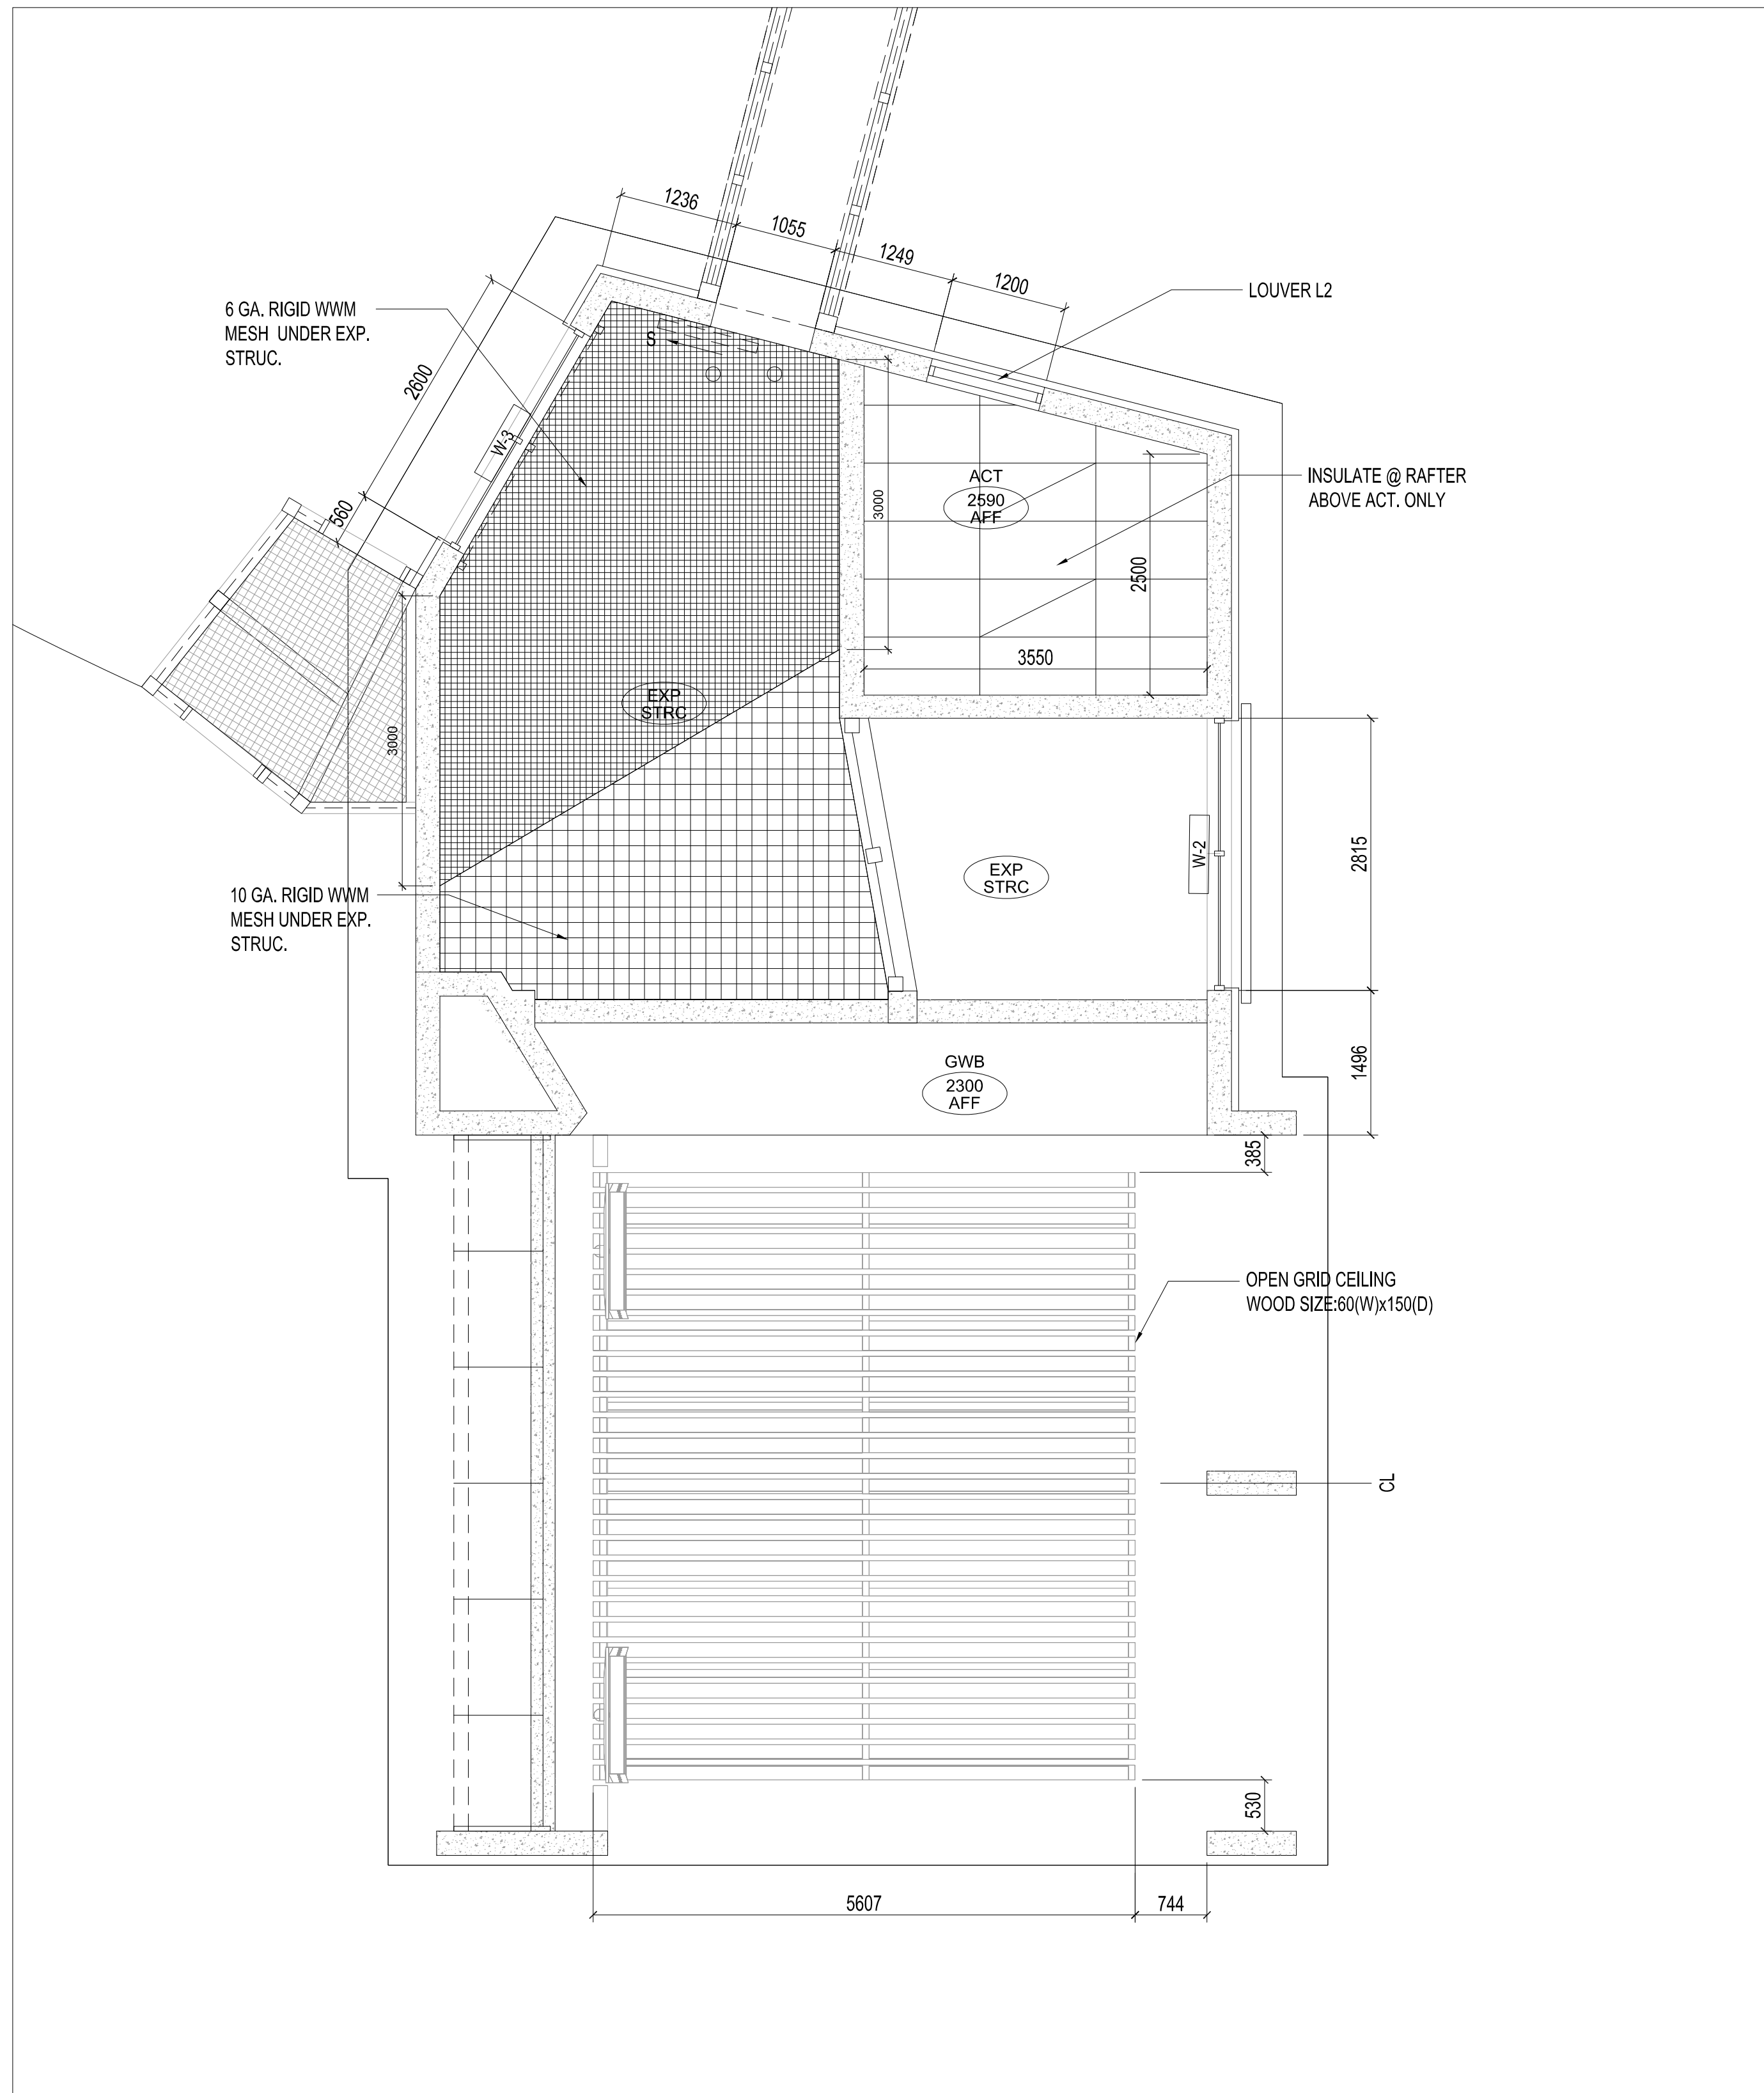 1236
1055
1249
1200
LOUVER L2
6 GA. RIGID WWM
MESH UNDER EXP.
STRUC.
S
2600
W-3
560
ACT
2590
AFF
3000
INSULATE @ RAFTER
ABOVE ACT. ONLY
2500
3550
EXP
STRC
3000
2815
W-2
EXP
STRC
10 GA. RIGID WWM
MESH UNDER EXP.
STRUC.
GWB
2300
AFF
1496
385
OPEN GRID CEILING
WOOD SIZE:60(W)x150(D)
CL
530
5607
744